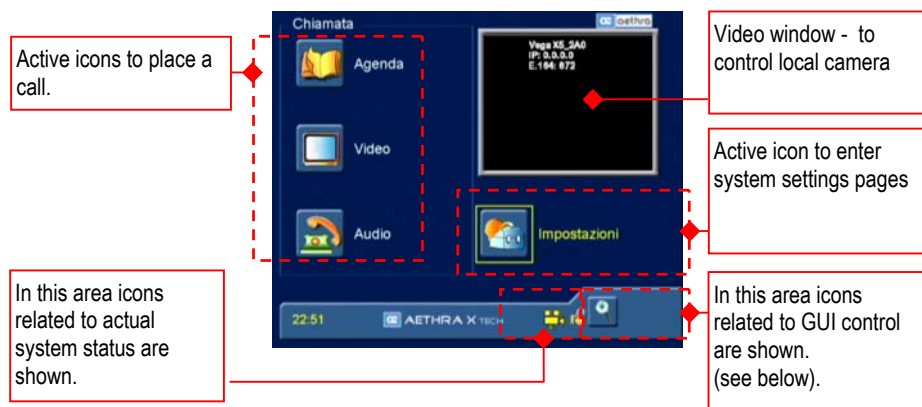 Active icons to place a
call.
In this area icons
related to actual
system status are
shown.
Chiamata
Agenda
Video
Audio
aethra
Vega X5_2A0
IP: 0.0.0.0
E.164: 672
Impostazioni
22:51
AETHRA X TECH
Video window - to
control local camera
Active icon to enter
system settings pages
In this area icons
related to GUI control
are shown.
(see below).